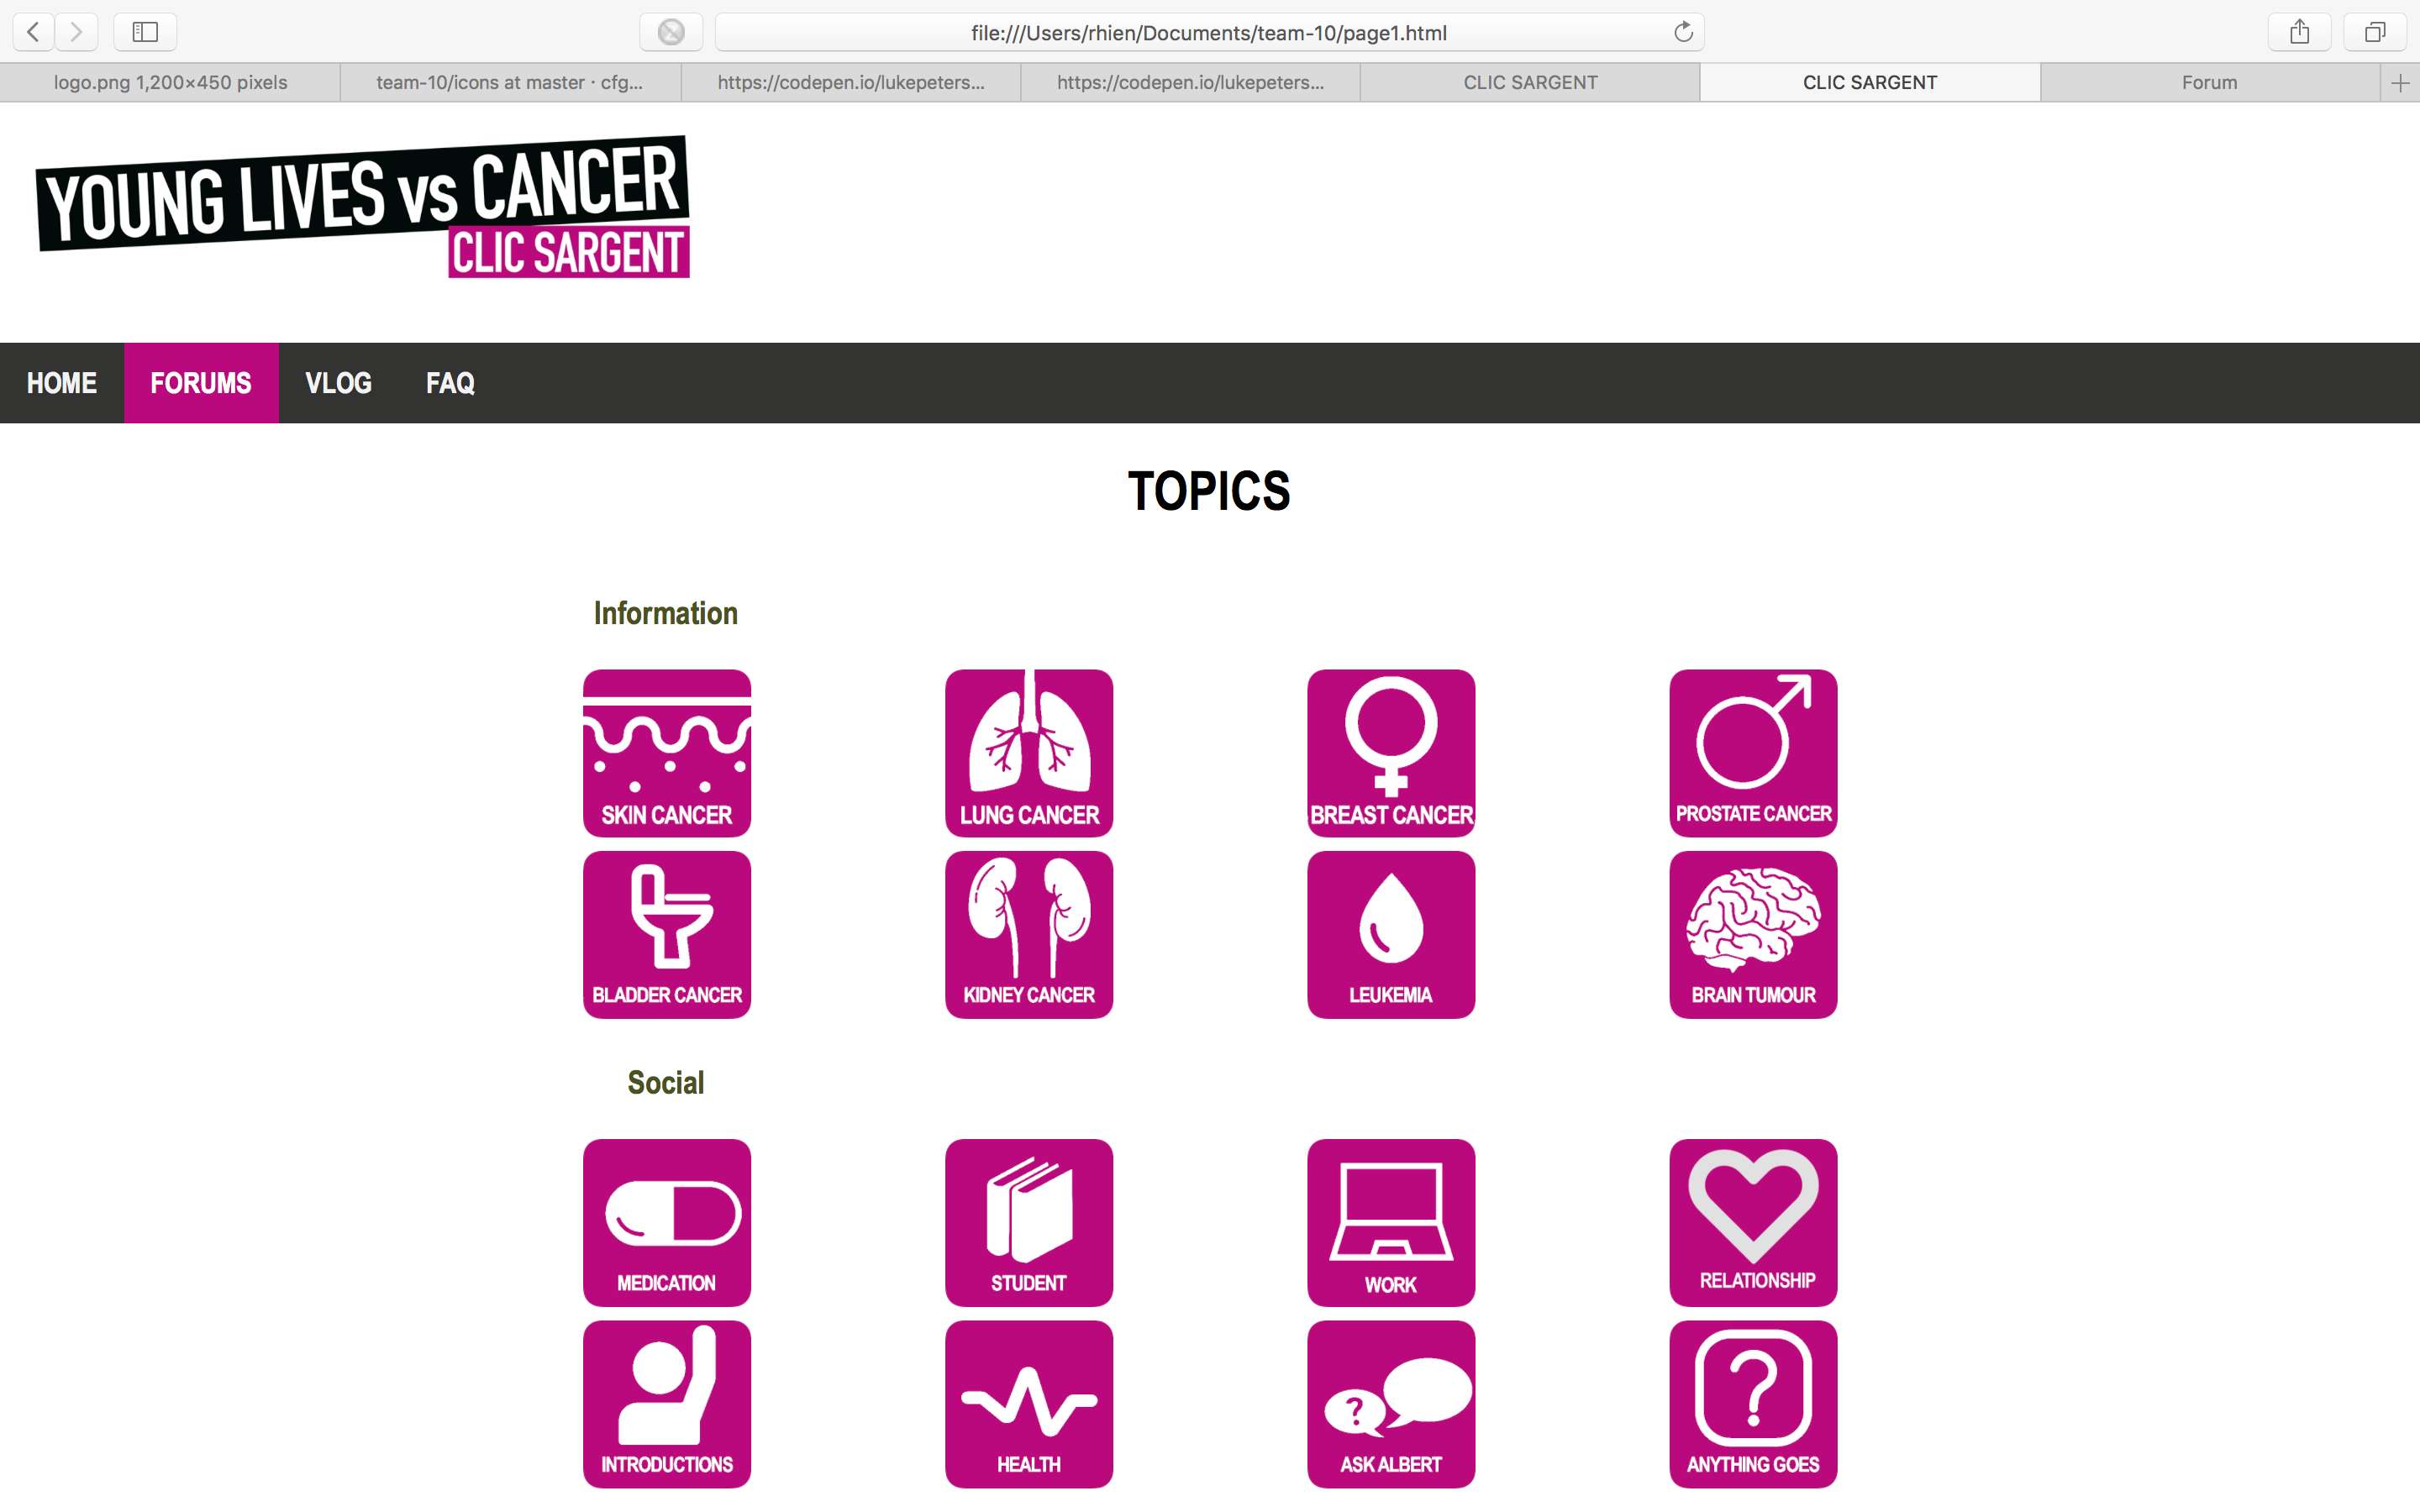 file:///Users/rhien/Documents/team-10/page1.html
logo.png 1,200×450 pixels
team-10/icons at master · cfg...
https://codepen.io/lukepeters...
https://codepen.io/lukepeters...
CLIC SARGENT
CLIC SARGENT
Forum
YOUNG LIVES vs CANCER
CLIC SARGENT
HOME FORUMS VLOG FAQ
TOPICS
Information
SKIN CANCER
LUNG CANCER
BREAST CANCER
PROSTATE CANCER
BLADDER CANCER
KIDNEY CANCER
LEUKEMIA
BRAIN TUMOUR
Social
MEDICATION
STUDENT
WORK
RELATIONSHIP
INTRODUCTIONS
HEALTH
?
ASK ALBERT
?
ANYTHING GOES